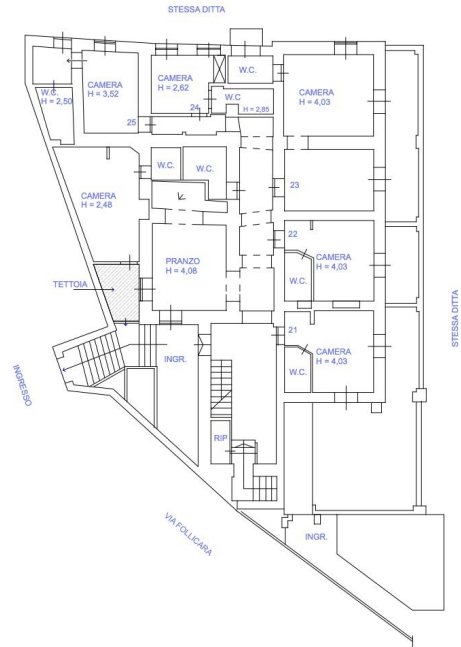 STESSA DITTA
CAMERA
H = 3,52
CAMERA
H = 2,62
W.C.
CAMERA
H = 4,03
W.C.
H = 2,50
W.C
H = 2,85
24
25
W.C.
W.C.
CAMERA
H = 2,48
23
22
CAMERA
H = 4,03
W.C.
PRANZO
H = 4,08
TETTOIA
STESSA DITTA
21
CAMERA
H = 4,03
W.C.
INGR.
INGRESSO
RIP
VIA FOLLICARA
INGR.